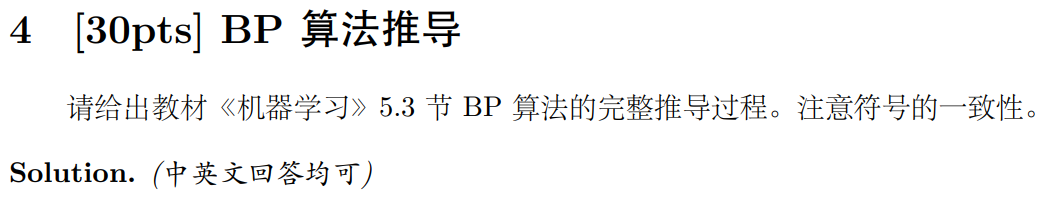 4 [30pts] BP 算法推导
请给出教材《机器学习》5.3 节 BP 算法的完整推导过程。注意符号的一致性。
Solution. (中英文回答均可)